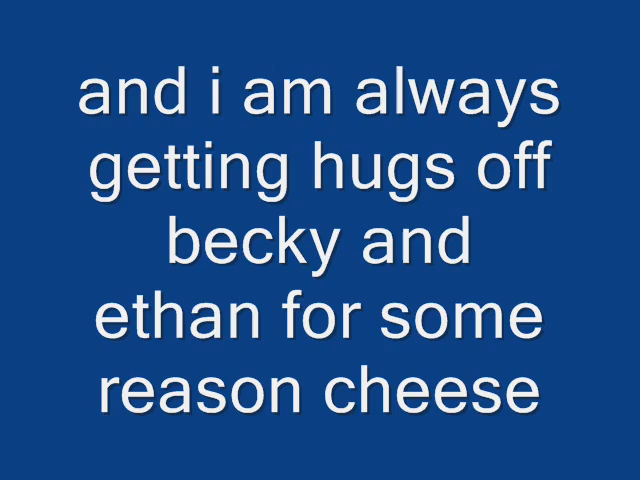 and i am always
getting hugs off
becky and
ethan for some
reason cheese